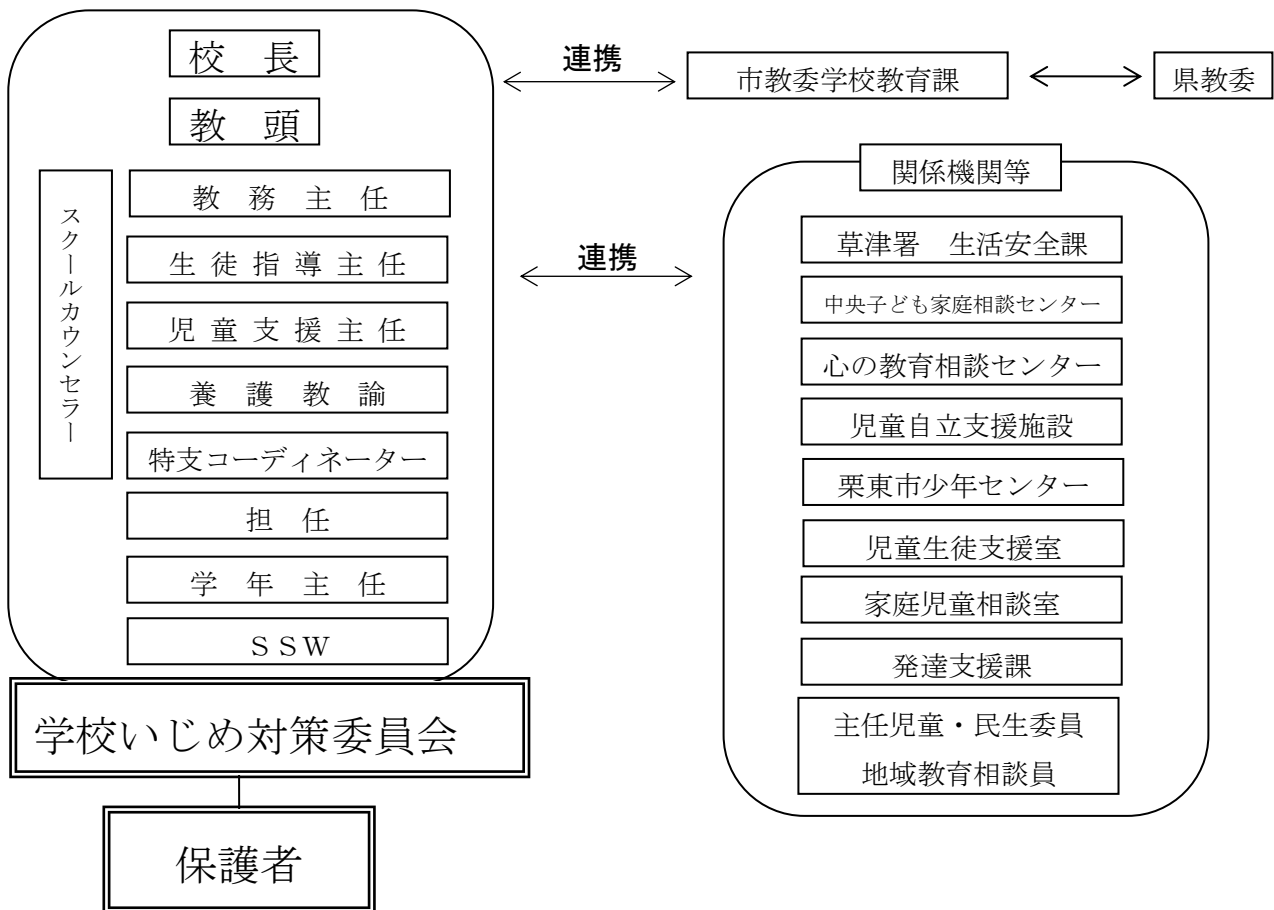 校　長
教　頭
スクールカウンセラー
教　務　主　任
生 徒 指 導 主 任
児 童 支 援 主 任
養　護　教　諭
特支コーディネーター
担　任
学　年　主　任
ＳＳＷ
学校いじめ対策委員会
保護者
連携
市教委学校教育課
県教委
連携
関係機関等
草津署　生活安全課
中央子ども家庭相談センター
心の教育相談センター
児童自立支援施設
栗東市少年センター
児童生徒支援室
家庭児童相談室
発達支援課
主任児童・民生委員
地域教育相談員